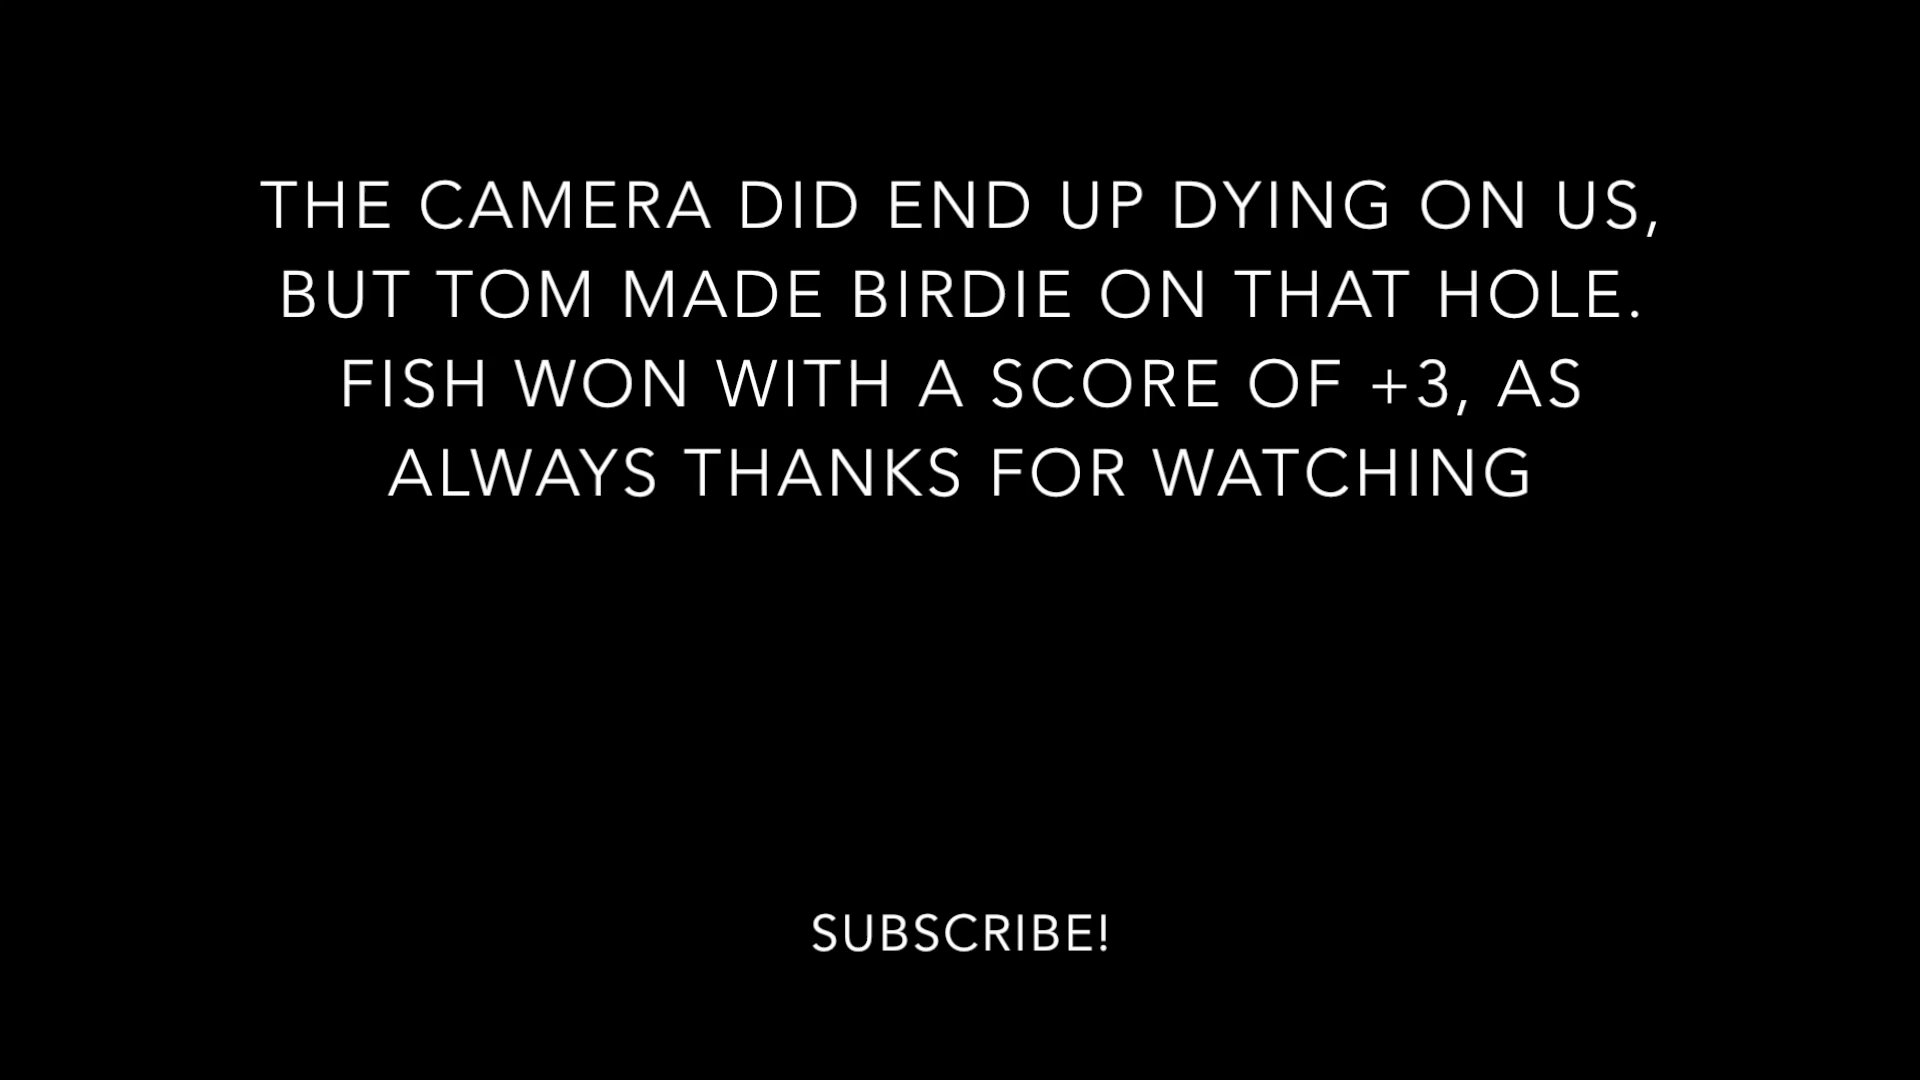 THE CAMERA DID END UP DYING ON US,
BUT TOM MADE BIRDIE ON THAT HOLE.
FISH WON WITH A SCORE OF +3, AS
ALWAYS THANKS FOR WATCHING
SUBSCRIBE!